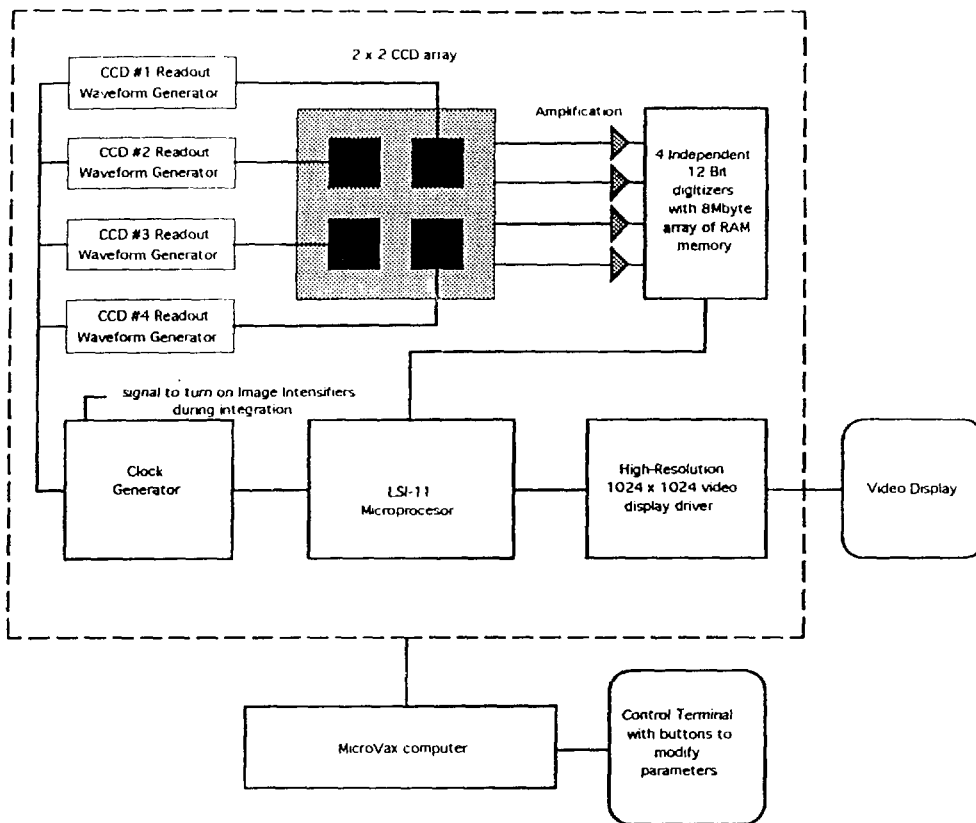 2 x 2 CCD array
CCD #1 Readout
Waveform Generator
CCD #2 Readout
Waveform Generator
CCD #3 Readout
Waveform Generator
CCD #4 Readout
Waveform Generator
Amplification
4 Independent
12 Bit
digitizers
with 8Mbyte
array of RAM
memory
signal to turn on Image Intensifiers
during integration
Clock
Generator
LSI-11
Microprocesor
High-Resolution
1024 x 1024 video
display driver
Video Display
MicroVax computer
Control Terminal
with buttons to
modify
parameters